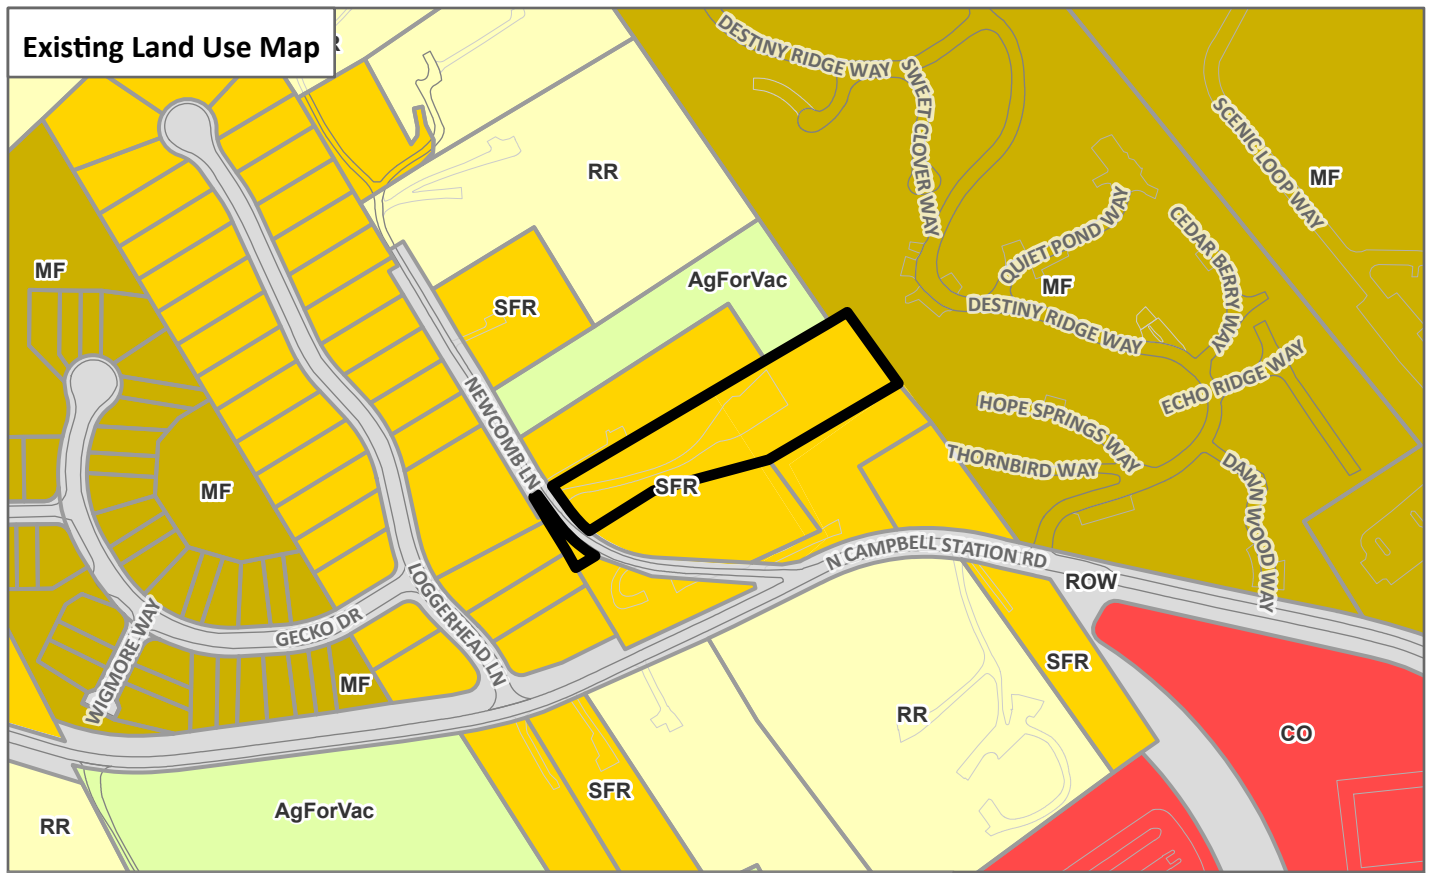 Existing Land Use Map
R
DESTINY RIDGE WAY
SWEET CLOVER WAY
SCENIC LOOP WAY
RR
MF
QUIET POND WAY
CEDAR BERRY WAY
MF
AgForVac
MF
SFR
DESTINY RIDGE WAY
ECHO RIDGE WAY
NEWCOMB LN
HOPE SPRINGS WAY
THORNBIRD WAY
DAWN WOOD WAY
MF
SFR
N CAMPBELL STATION RD
ROW
LOGGERHEAD LN
GECKO DR
WIGMORE WAY
SFR
MF
RR
CO
SFR
AgForVac
RR